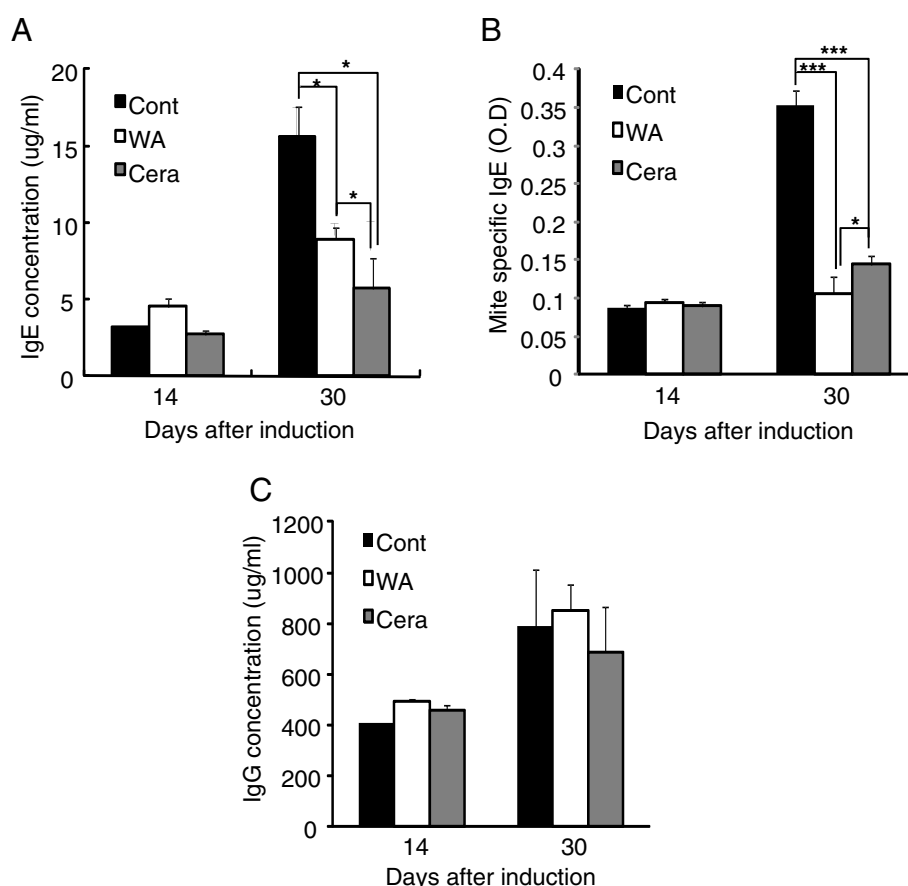 A
IgE concentration (ug/ml)
20
15
10
5
0
Cont
WA
Cera
*
*
*
14
30
Days after induction
B
Mite specific IgE (O.D)
0.4
0.35
0.3
0.25
0.2
0.15
0.1
0.05
0
Cont
WA
Cera
***
***
*
14
30
Days after induction
C
IgG concentration (ug/ml)
1200
1000
800
600
400
200
0
Cont
WA
Cera
14
30
Days after induction